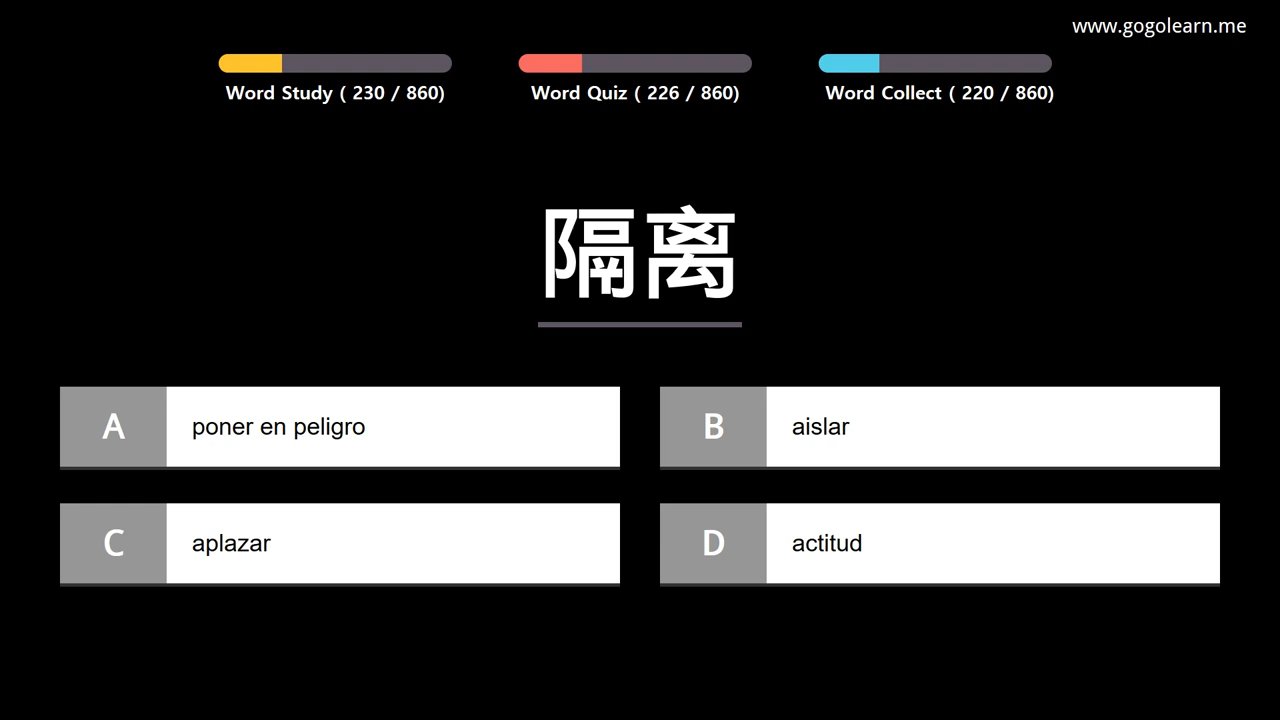 www.gogolearn.me
Word Study ( 230 / 860)
Word Quiz ( 226 / 860)
Word Collect ( 220 / 860)
隔离
A poner en peligro
B aislar
C aplazar
D actitud